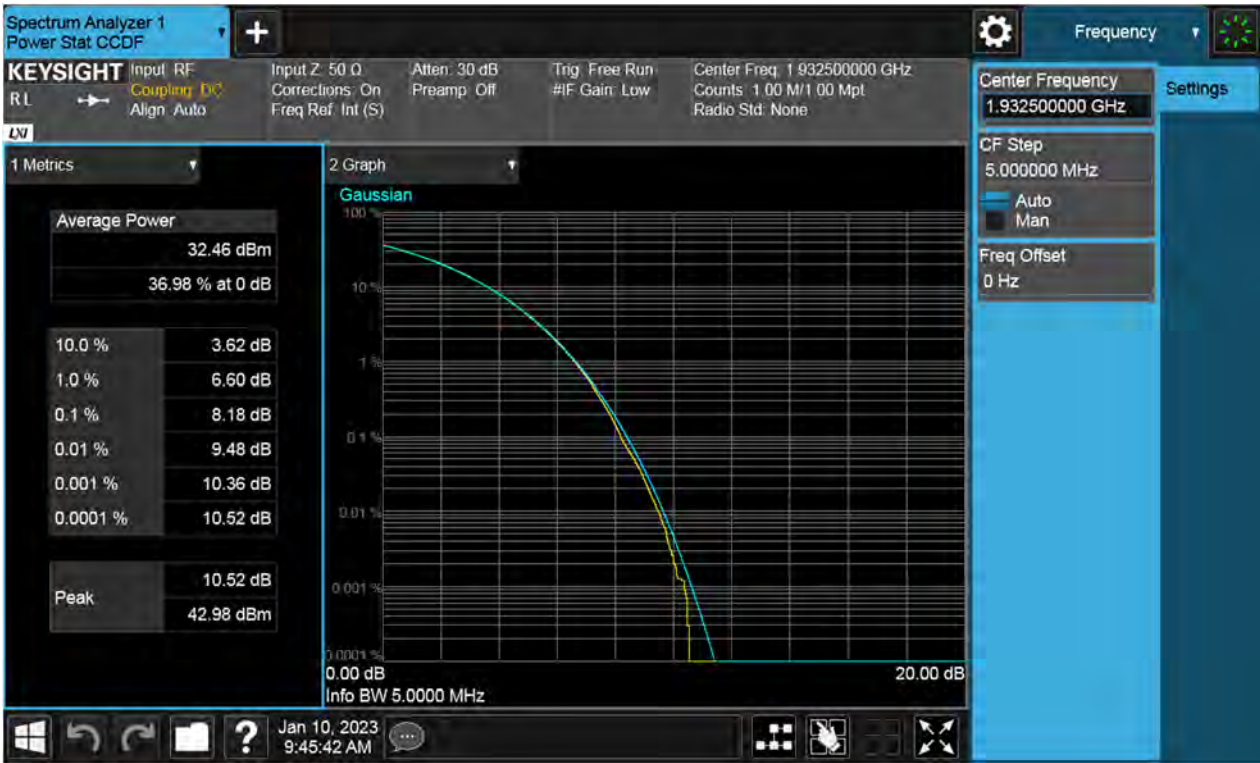 Spectrum Analyzer 1
Power Stat CCDF
+
Frequency
KEYSIGHT
RL
LXI
Input: RF
Coupling: DC
Align: Auto
Input Z: 50 Ω
Corrections: On
Freq Ref: Int (S)
Atten: 30 dB
Preamp: Off
Trig: Free Run
#IF Gain: Low
Center Freq: 1.932500000 GHz
Counts: 1.00 M/1.00 Mpt
Radio Std: None
Center Frequency
1.932500000 GHz
Settings
CF Step
5.000000 MHz
Auto
Man
Freq Offset
0 Hz
1 Metrics
Average Power
32.46 dBm
36.98 % at 0 dB
10.0 % 3.62 dB
1.0 % 6.60 dB
0.1 % 8.18 dB
0.01 % 9.48 dB
0.001 % 10.36 dB
0.0001 % 10.52 dB
Peak
10.52 dB
42.98 dBm
2 Graph
Gaussian
100 %
10 %
1 %
0.1 %
0.01 %
0.001 %
0.0001 %
0.00 dB 20.00 dB
Info BW 5.0000 MHz
?
Jan 10, 2023
9:45:42 AM